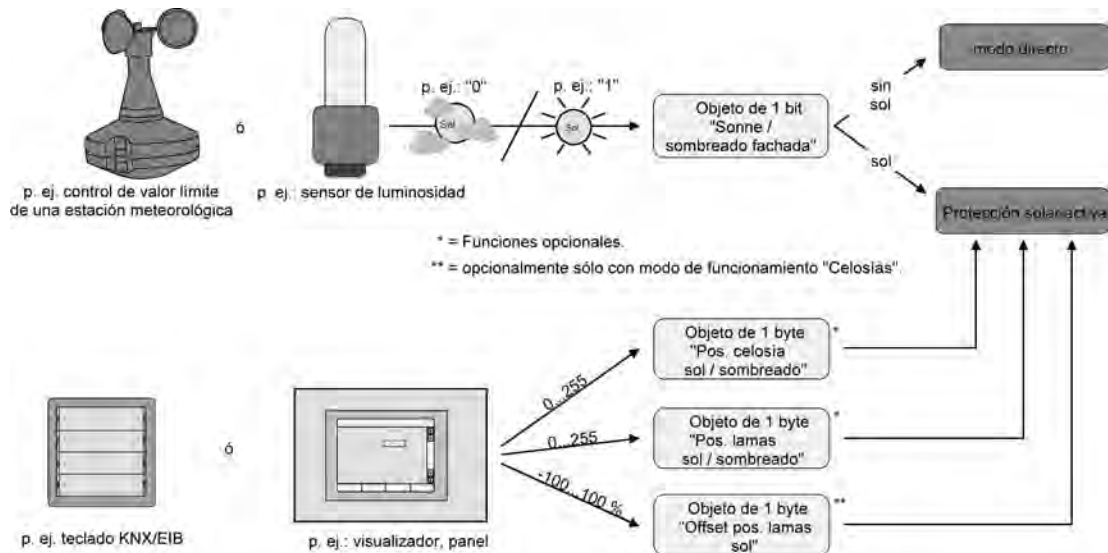 modo directo
p. ej.: "0"
p. ej.: "1"
sin
sol
Sol
Sol
ó
Objeto de 1 bit
"Sonne /
sombreado fachada"
sol
p. ej. control de valor límite
de una estación meteorológica
p ej.: sensor de luminosidad
Protección solar activa
* = Funciones opcionales.
** = opcionalmente sólo con modo de funcionamiento "Celosías".
Objeto de 1 byte
"Pos. celosia
sol / sombreado"
*
0...255
Objeto de 1 byte
"Pos. lamas
sol / sombreado"
*
0...255
ó
-100...100 %
Objeto de 1 byte
"Offset pos. lamas
sol"
**
p. ej. teclado KNX/EIB
p. ej.: visualizador, panel